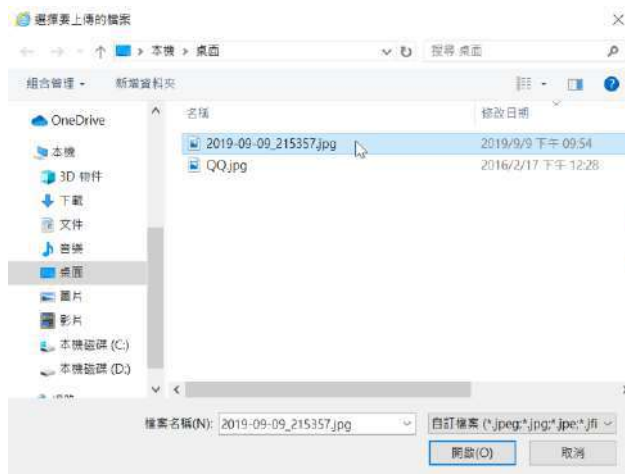 選擇要上傳的檔案
本機 › 桌面
搜尋 桌面
組合管理
新增資料夾
名稱
修改日期
OneDrive
本機
3D 物件
下載
文件
音樂
桌面
圖片
影片
本機磁碟 (C:)
本機磁碟 (D:)
2019-09-09_215357.jpg 2019/9/9 下午 09:54
QQ.jpg 2016/2/17 下午 12:28
檔案名稱(N): 2019-09-09_215357.jpg
自訂檔案 (*.jpeg;*.jpg;*.jpe;*.jfi
開啟(O)
取消